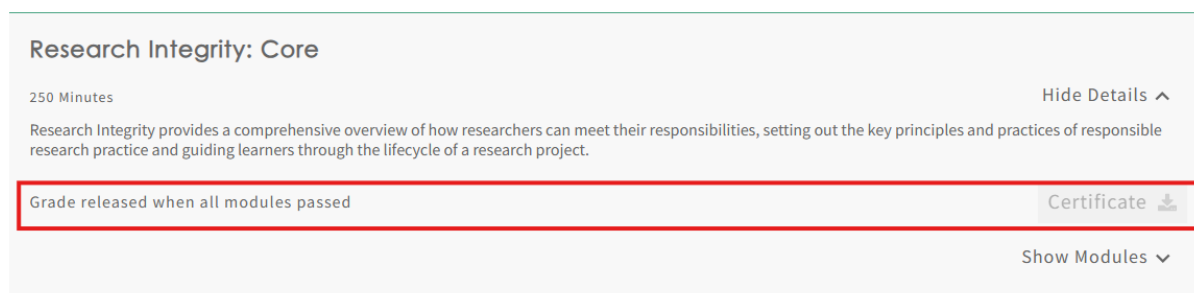 Research Integrity: Core
250 Minutes
Hide Details
Research Integrity provides a comprehensive overview of how researchers can meet their responsibilities, setting out the key principles and practices of responsible
research practice and guiding learners through the lifecycle of a research project.
Grade released when all modules passed
Certificate
Show Modules